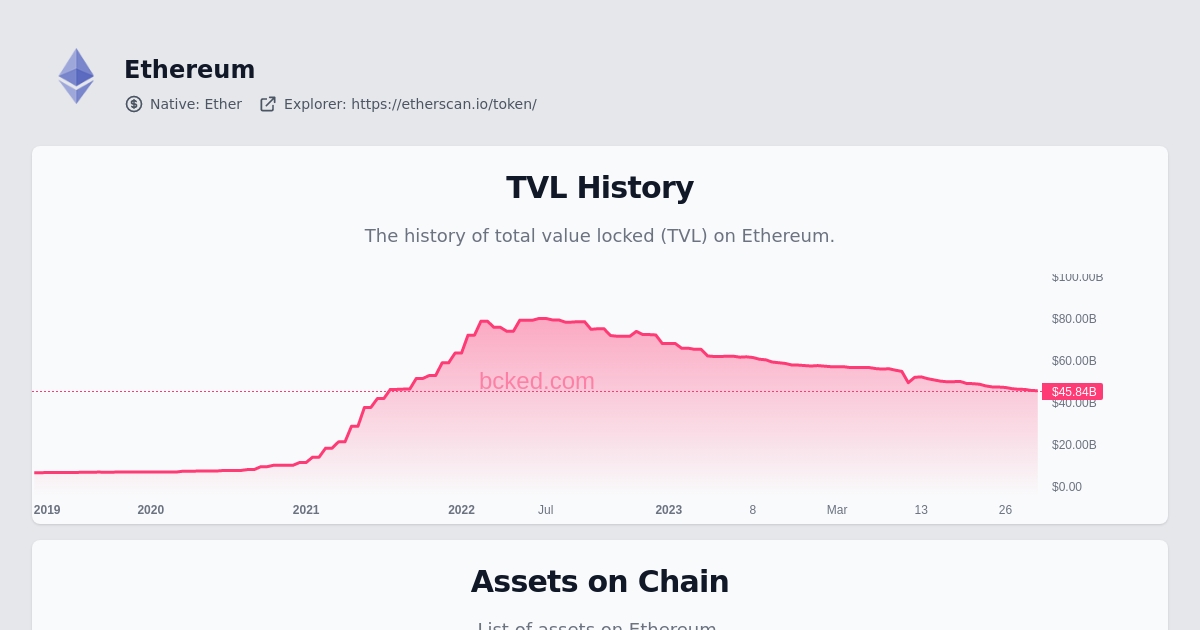 Ethereum
Native: Ether Explorer: https://etherscan.io/token/
TVL History
The history of total value locked (TVL) on Ethereum.
$100.00B
$80.00B
$60.00B
bcked.com
$45.84B
$40.00B
$20.00B
$0.00
2019 2020 2021 2022 Jul 2023 8 Mar 13 26
Assets on Chain
List of assets on Ethereum.